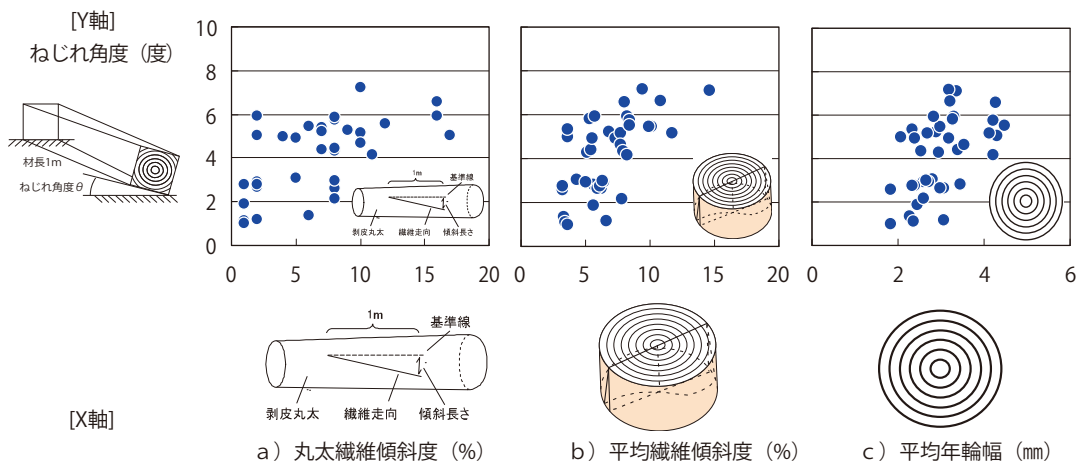 [Y軸]
ねじれ角度（度）
材長1m
ねじれ角度θ
10
8
6
4
2
0
0 5 10 15 20
1m
基準線
剥皮丸太 繊維走向 傾斜長さ
0 5 10 15 20
0 2 4 6
[X軸]
1m
基準線
剥皮丸太 繊維走向 傾斜長さ
a）丸太繊維傾斜度（%）
b）平均繊維傾斜度（%）
c）平均年輪幅（㎜）